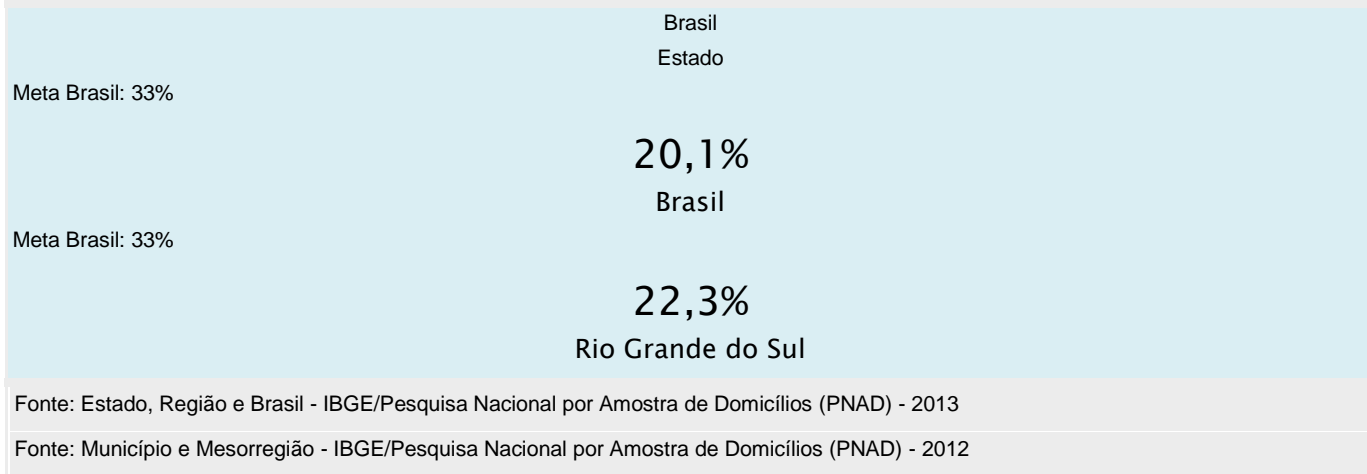 Brasil
Estado
Meta Brasil: 33%
20,1%
Brasil
Meta Brasil: 33%
22,3%
Rio Grande do Sul
Fonte: Estado, Região e Brasil - IBGE/Pesquisa Nacional por Amostra de Domicílios (PNAD) - 2013
Fonte: Município e Mesorregião - IBGE/Pesquisa Nacional por Amostra de Domicílios (PNAD) - 2012